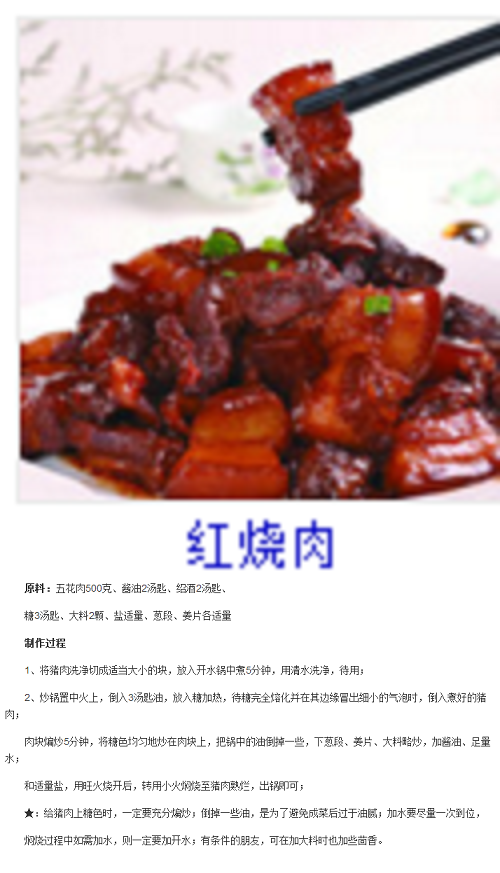 红烧肉
原料：五花肉500克、酱油2汤匙、绍酒2汤匙、
糖3汤匙、大料2颗、盐适量、葱段、姜片各适量
制作过程
1、将猪肉洗净切成适当大小的块，放入开水锅中煮5分钟，用清水洗净，待用；
2、炒锅置中火上，倒入3汤匙油，放入糖加热，待糖完全熔化并在其边缘冒出细小的气泡时，倒入煮好的猪
肉；
肉块煸炒5分钟，将糖色均匀地炒在肉块上，把锅中的油倒掉一些，下葱段、姜片、大料略炒，加酱油、足量
水；
和适量盐，用旺火烧开后，转用小火焖烧至猪肉熟烂，出锅即可；
★：给猪肉上糖色时，一定要充分煸炒；倒掉一些油，是为了避免成菜后过于油腻；加水要尽量一次到位，
焖烧过程中如需加水，则一定要加开水；有条件的朋友，可在加大料时也加些茴香。